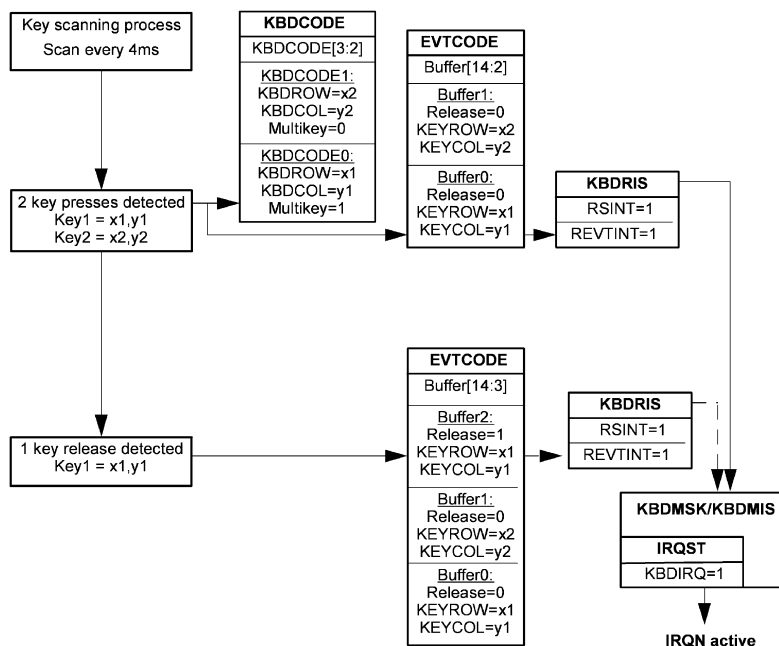 Key scanning process
Scan every 4ms
KBDCODE
KBDCODE[3:2]
KBDCODE1:
KBDROW=x2
KBDCOL=y2
Multikey=0
KBDCODE0:
KBDROW=x1
KBDCOL=y1
Multikey=1
EVTCODE
Buffer[14:2]
Buffer1:
Release=0
KEYROW=x2
KEYCOL=y2
Buffer0:
Release=0
KEYROW=x1
KEYCOL=y1
KBDRIS
RSINT=1
REVTINT=1
2 key presses detected
Key1 = x1,y1
Key2 = x2,y2
1 key release detected
Key1 = x1,y1
EVTCODE
Buffer[14:3]
Buffer2:
Release=1
KEYROW=x1
KEYCOL=y1
Buffer1:
Release=0
KEYROW=x2
KEYCOL=y2
Buffer0:
Release=0
KEYROW=x1
KEYCOL=y1
KBDRIS
RSINT=1
REVTINT=1
KBDMSK/KBDMIS
IRQST
KBDIRQ=1
IRQN active